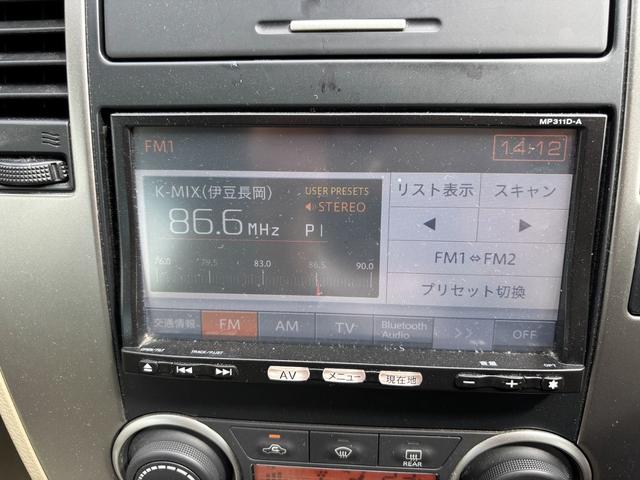 MP311D-A
FM1
14:12
K-MIX(伊豆長岡)
USER PRESETS
STEREO
86.6 MHz P1
76.0 79.5 83.0 86.5 90.0
リスト表示 スキャン
FM1⇔FM2
プリセット切換
交通情報 FM AM TV Bluetooth Audio >> OFF
AV メニュー 現在地
REAR